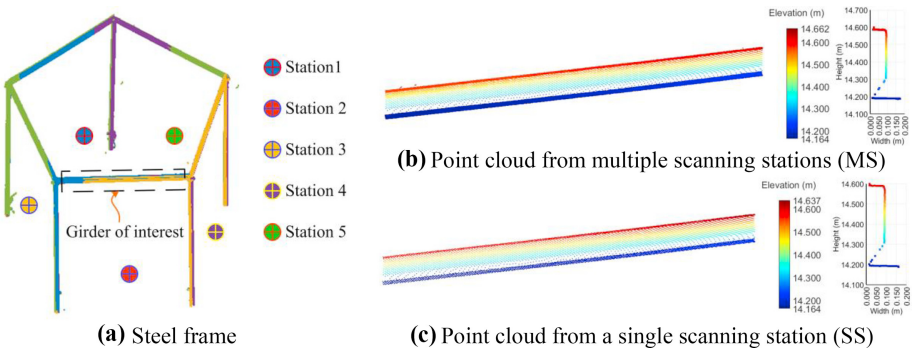 Station1
Station 2
Station 3
Station 4
Station 5
Girder of interest
(a) Steel frame
Elevation (m)
14.662
14.600
14.500
14.400
14.300
14.200
14.164
Height (m)
14.700
14.600
14.500
14.400
14.300
14.200
14.100
0.000
0.050
0.100
0.150
0.200
Width (m)
(b) Point cloud from multiple scanning stations (MS)
Elevation (m)
14.637
14.600
14.500
14.400
14.300
14.200
14.164
Height (m)
14.600
14.500
14.400
14.300
14.200
14.100
0.000
0.050
0.100
0.150
0.200
Width (m)
(c) Point cloud from a single scanning station (SS)